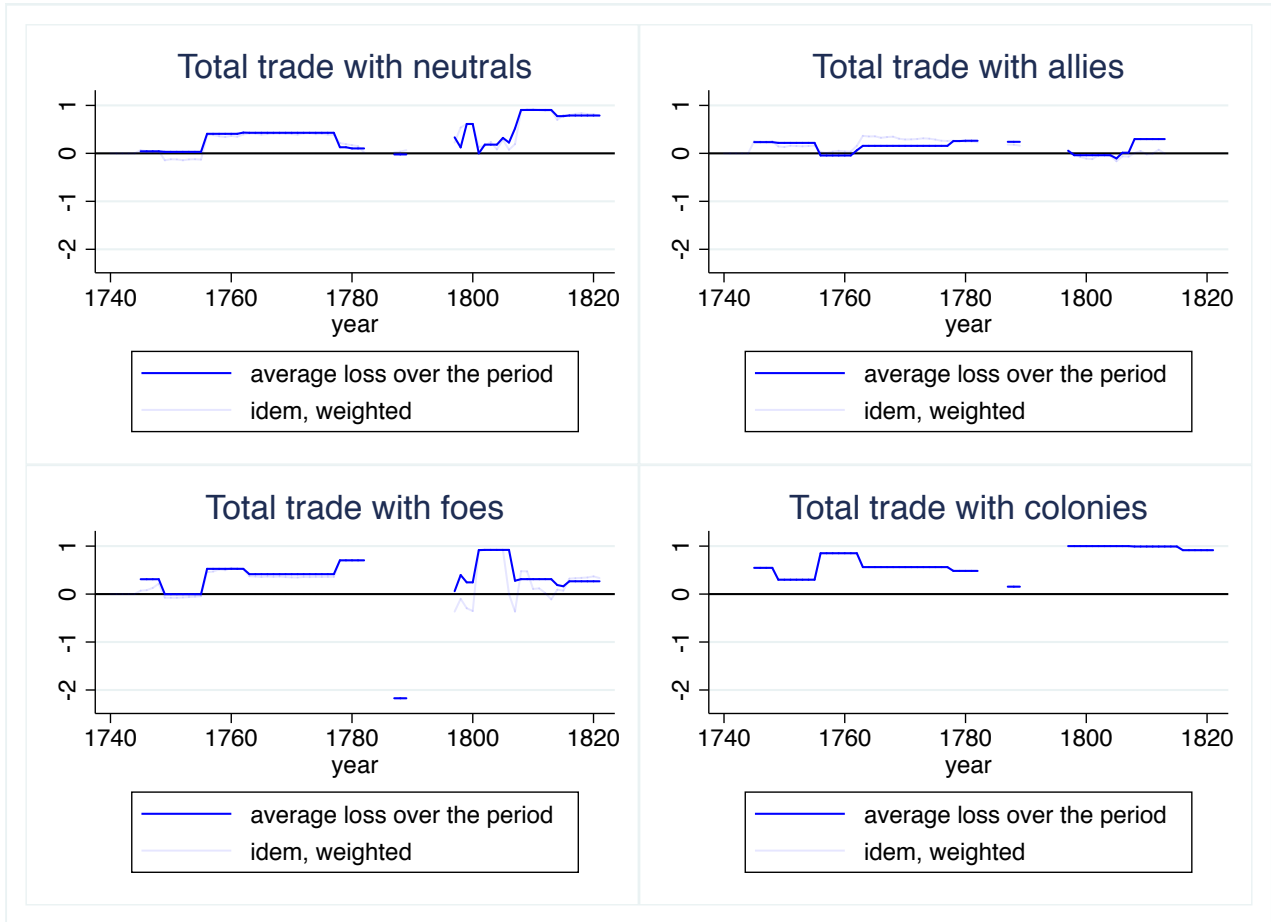 Total trade with neutrals
1
0
-1
-2
1740 1760 1780 1800 1820
year
average loss over the period
idem, weighted
Total trade with allies
1
0
-1
-2
1740 1760 1780 1800 1820
year
average loss over the period
idem, weighted
Total trade with foes
1
0
-1
-2
1740 1760 1780 1800 1820
year
average loss over the period
idem, weighted
Total trade with colonies
1
0
-1
-2
1740 1760 1780 1800 1820
year
average loss over the period
idem, weighted